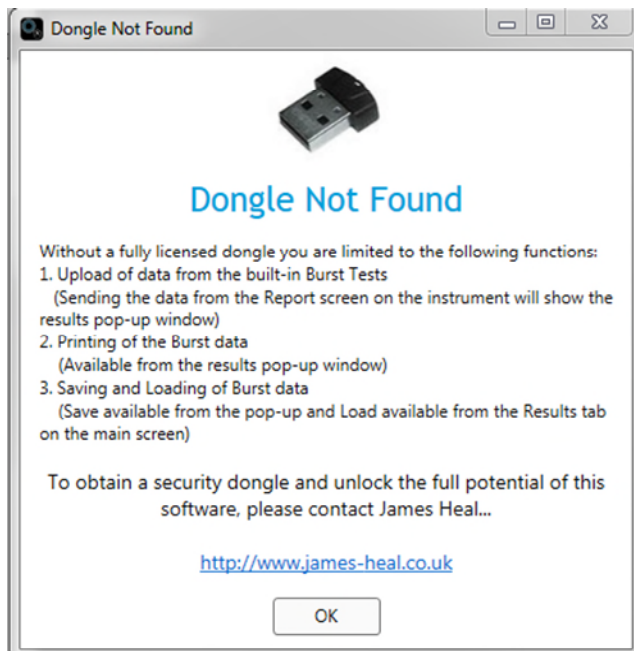 Dongle Not Found
Dongle Not Found
Without a fully licensed dongle you are limited to the following functions:
1. Upload of data from the built-in Burst Tests
(Sending the data from the Report screen on the instrument will show the
results pop-up window)
2. Printing of the Burst data
(Available from the results pop-up window)
3. Saving and Loading of Burst data
(Save available from the pop-up and Load available from the Results tab
on the main screen)
To obtain a security dongle and unlock the full potential of this
software, please contact James Heal...
http://www.james-heal.co.uk
OK